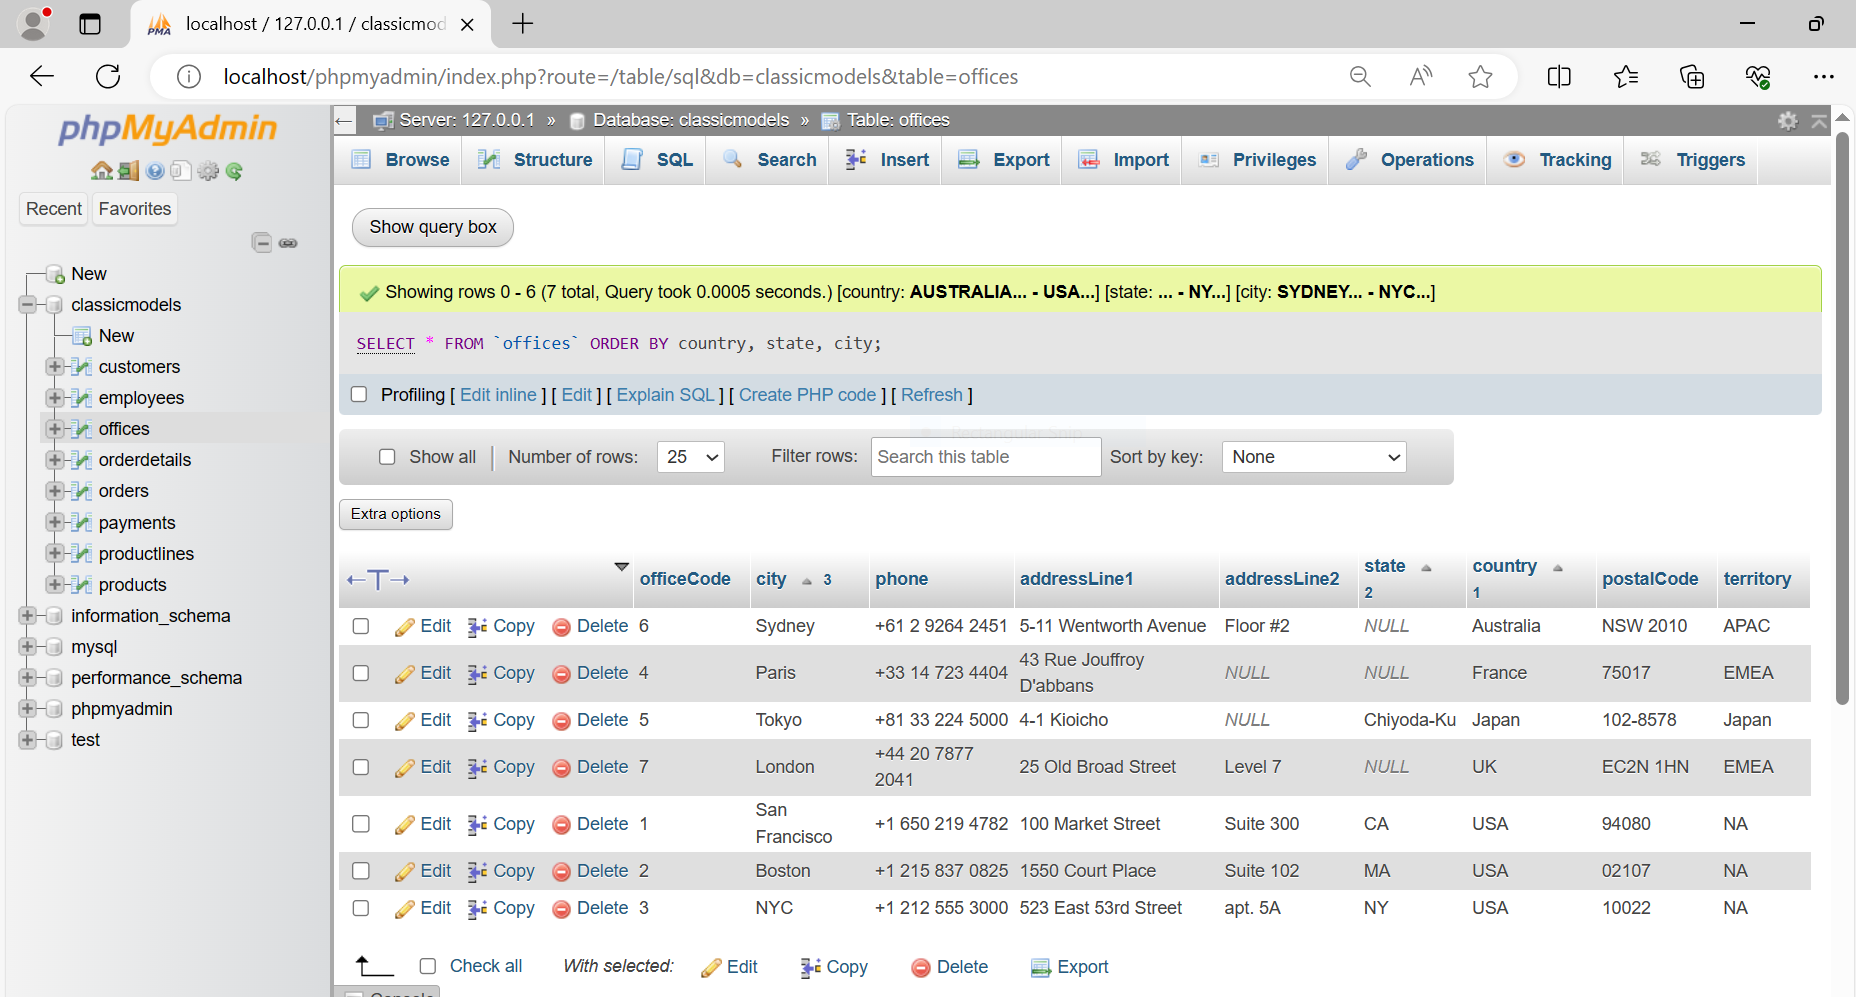 localhost / 127.0.0.1 / classicmod
localhost/phpmyadmin/index.php?route=/table/sql&db=classicmodels&table=offices
phpMyAdmin
Recent Favorites
New
classicmodels
New
customers
employees
offices
orderdetails
orders
payments
productlines
products
information_schema
mysql
performance_schema
phpmyadmin
test
Server: 127.0.0.1 » Database: classicmodels » Table: offices
Browse Structure SQL Search Insert Export Import Privileges Operations Tracking Triggers
Show query box
Showing rows 0 - 6 (7 total, Query took 0.0005 seconds.) [country: AUSTRALIA... - USA...] [state: ... - NY...] [city: SYDNEY... - NYC...]
SELECT * FROM `offices` ORDER BY country, state, city;
Profiling [ Edit inline ] [ Edit ] [ Explain SQL ] [ Create PHP code ] [ Refresh ]
Rectangular Snip
Show all | Number of rows: 25 Filter rows: Search this table Sort by key: None
Extra options
←T→ officeCode city 3 phone addressLine1 addressLine2 state 2 country 1 postalCode territory
Edit Copy Delete 6 Sydney +61 2 9264 2451 5-11 Wentworth Avenue Floor #2 NULL Australia NSW 2010 APAC
Edit Copy Delete 4 Paris +33 14 723 4404 43 Rue Jouffroy D'abbans NULL NULL France 75017 EMEA
Edit Copy Delete 5 Tokyo +81 33 224 5000 4-1 Kioicho NULL Chiyoda-Ku Japan 102-8578 Japan
Edit Copy Delete 7 London +44 20 7877 2041 25 Old Broad Street Level 7 NULL UK EC2N 1HN EMEA
Edit Copy Delete 1 San Francisco +1 650 219 4782 100 Market Street Suite 300 CA USA 94080 NA
Edit Copy Delete 2 Boston +1 215 837 0825 1550 Court Place Suite 102 MA USA 02107 NA
Edit Copy Delete 3 NYC +1 212 555 3000 523 East 53rd Street apt. 5A NY USA 10022 NA
Check all With selected: Edit Copy Delete Export
Console